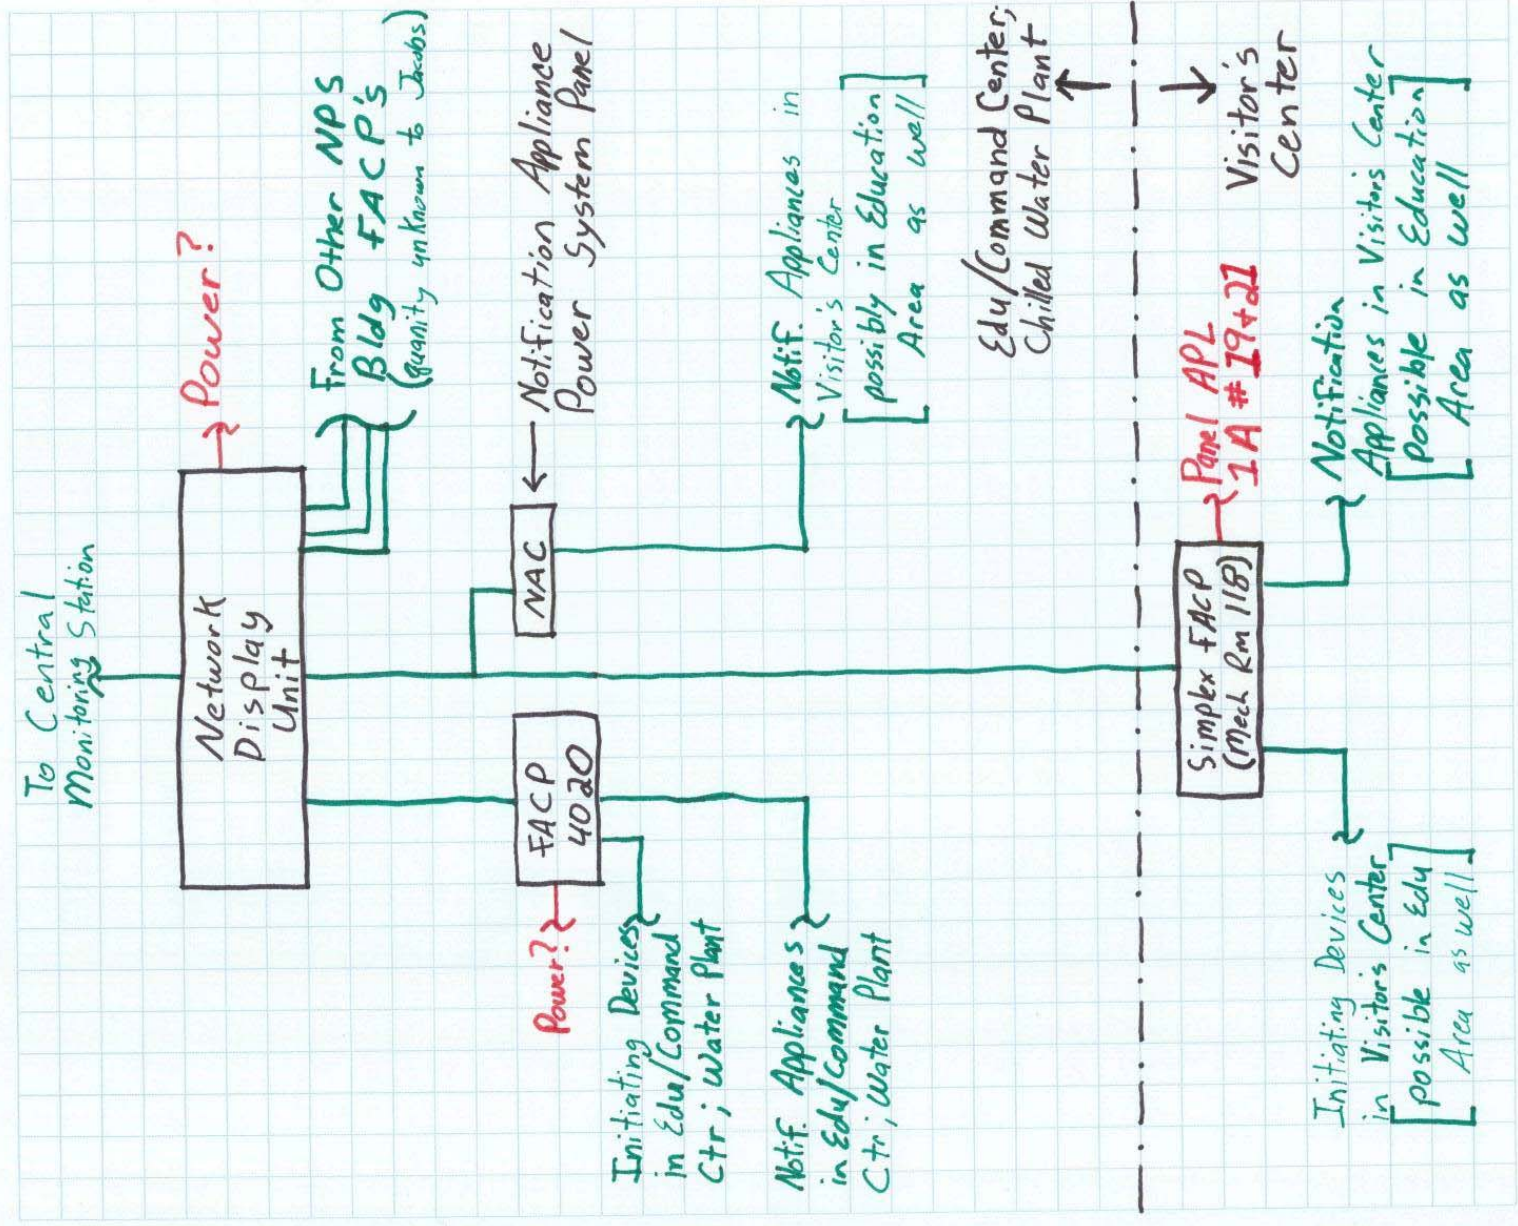 To Central
Monitoring Station
Network
Display
Unit
Power?
From Other NPS
Bldg FACP's
(quanity unknown to Jacobs)
FACP
4020
Power?
NAC
Notification Appliance
Power System Panel
Initiating Devices
in Edu/Command
Ctr; Water Plant
Notif. Appliances
in Edu/Command
Ctr; Water Plant
Notif. Appliances in
Visitor's Center
[possibly in Education]
Area as well
Edu/Command Center;
Chilled Water Plant
Visitor's
Center
Simplex FACP
(Mech Rm 118)
Panel APL
1A #19+21
Initiating Devices
in Visitors Center
[possible in Edu]
Area as well
Notification
Appliances in Visitors Center
[possible in Education]
Area as well